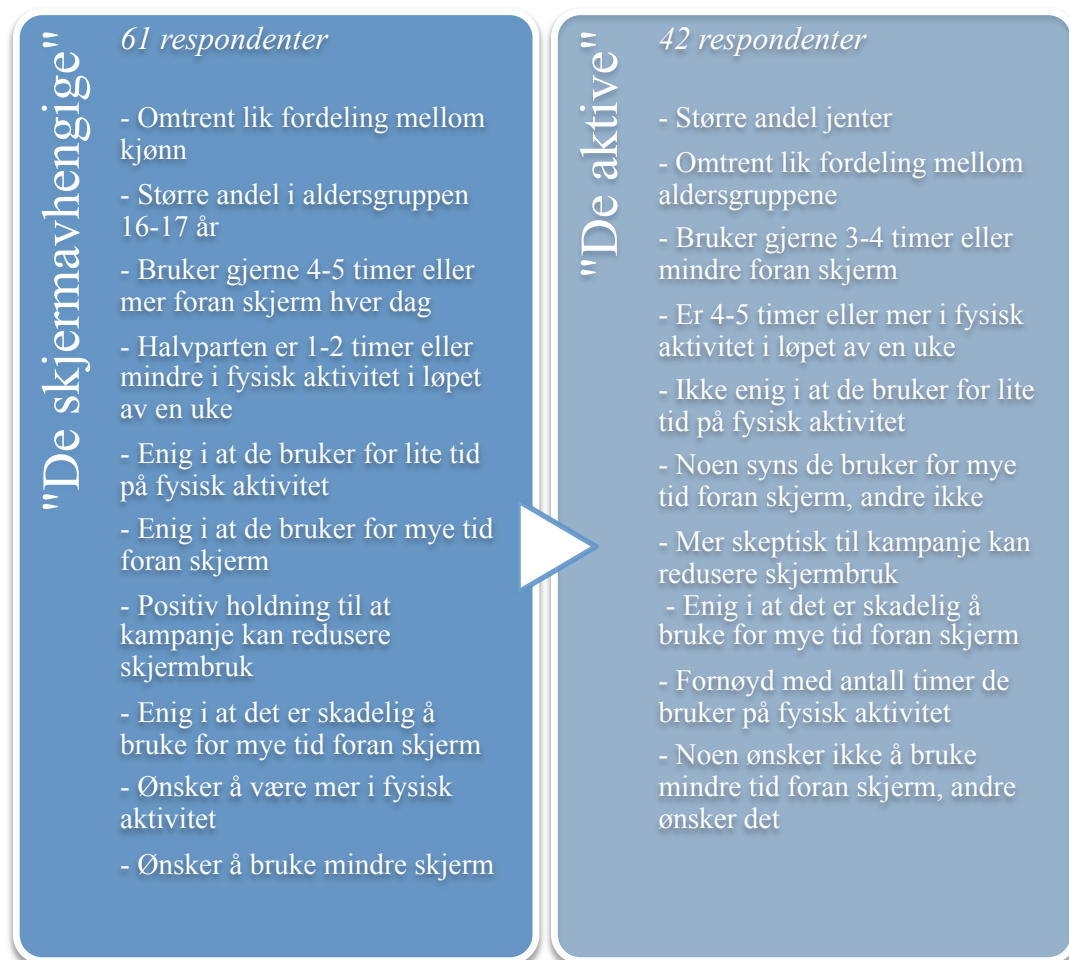 "De skjermavhengige"
61 respondenter
- Omtrent lik fordeling mellom
kjønn
- Større andel i aldersgruppen
16-17 år
- Bruker gjerne 4-5 timer eller
mer foran skjerm hver dag
- Halvparten er 1-2 timer eller
mindre i fysisk aktivitet i løpet
av en uke
- Enig i at de bruker for lite tid
på fysisk aktivitet
- Enig i at de bruker for mye tid
foran skjerm
- Positiv holdning til at
kampanje kan redusere
skjermbruk
- Enig i at det er skadelig å
bruke for mye tid foran skjerm
- Ønsker å være mer i fysisk
aktivitet
- Ønsker å bruke mindre skjerm
"De aktive"
42 respondenter
- Større andel jenter
- Omtrent lik fordeling mellom
aldersgruppene
- Bruker gjerne 3-4 timer eller
mindre foran skjerm
- Er 4-5 timer eller mer i fysisk
aktivitet i løpet av en uke
- Ikke enig i at de bruker for lite
tid på fysisk aktivitet
- Noen syns de bruker for mye
tid foran skjerm, andre ikke
- Mer skeptisk til kampanje kan
redusere skjermbruk
- Enig i at det er skadelig å
bruke for mye tid foran skjerm
- Fornøyd med antall timer de
bruker på fysisk aktivitet
- Noen ønsker ikke å bruke
mindre tid foran skjerm, andre
ønsker det